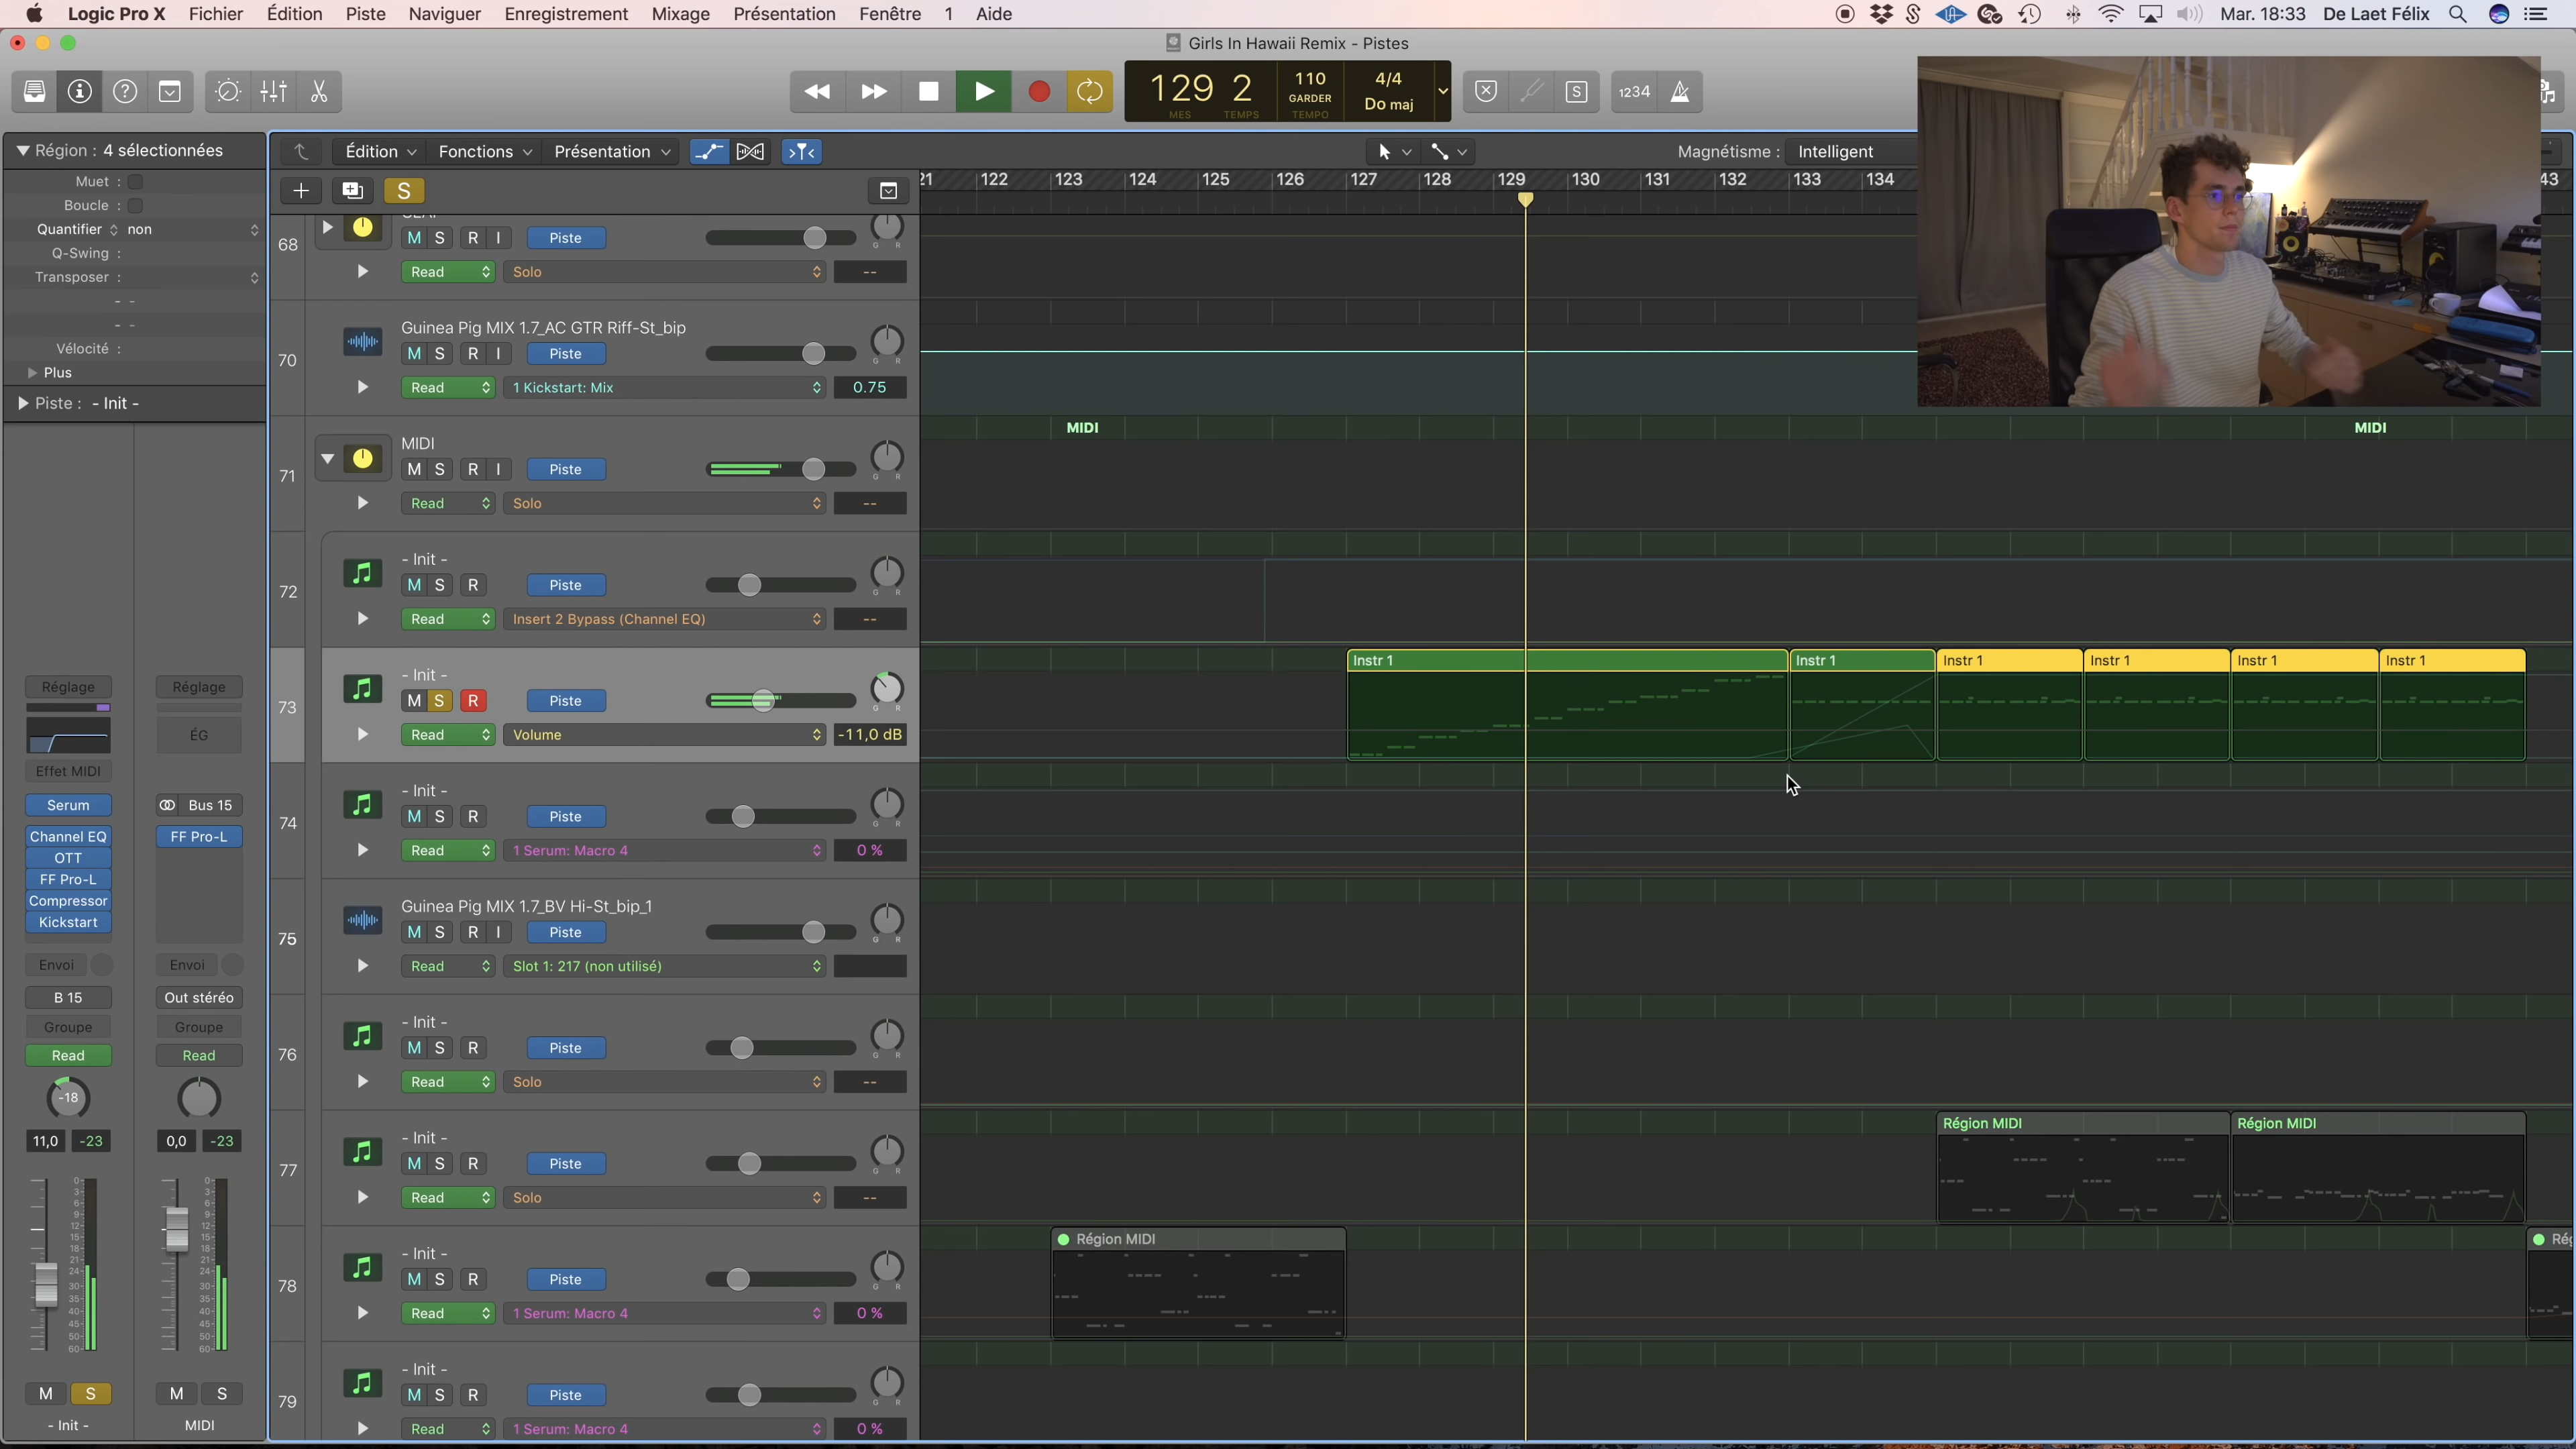 Logic Pro X Fichier Édition Piste Naviguer Enregistrement Mixage Présentation Fenêtre 1 Aide Mar. 18:33 De Laet Félix
Girls In Hawaii Remix - Pistes
129 2 110 4/4
GARDER Do maj
MES TEMPS TEMPO
S 1234
Région : 4 sélectionnées
Muet :
Boucle :
Quantifier non
Q-Swing :
Transposer :
Vélocité :
Plus
Piste : - Init -
Édition Fonctions Présentation Magnétisme : Intelligent
S
21 122 123 124 125 126 127 128 129 130 131 132 133 134 43
68 M S R I Piste
Read Solo --
Guinea Pig MIX 1.7_AC GTR Riff-St_bip
70 M S R I Piste
Read 1 Kickstart: Mix 0.75
MIDI MIDI
MIDI
71 M S R I Piste
Read Solo --
- Init -
72 M S R Piste
Read Insert 2 Bypass (Channel EQ) --
- Init -
73 M S R Piste
Read Volume -11,0 dB
Instr 1 Instr 1 Instr 1 Instr 1 Instr 1 Instr 1
- Init -
74 M S R Piste
Read 1 Serum: Macro 4 0 %
Guinea Pig MIX 1.7_BV Hi-St_bip_1
75 M S R I Piste
Read Slot 1: 217 (non utilisé)
- Init -
76 M S R Piste
Read Solo --
- Init -
77 M S R Piste
Read Solo --
Région MIDI Région MIDI
- Init -
78 M S R Piste
Read 1 Serum: Macro 4 0 %
Région MIDI Rég
- Init -
79 M S R Piste
Read 1 Serum: Macro 4 0 %
Réglage Réglage
ÉG
Effet MIDI
Serum Bus 15
Channel EQ FF Pro-L
OTT
FF Pro-L
Compressor
Kickstart
Envoi Envoi
B 15 Out stéréo
Groupe Groupe
Read Read
-18
11,0 -23 0,0 -23
M S M S
- Init - MIDI